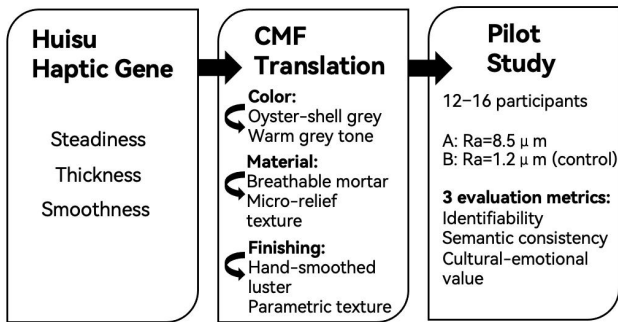 Huisu
Haptic Gene
Steadiness
Thickness
Smoothness
CMF
Translation
Color:
Oyster-shell grey
Warm grey tone
Material:
Breathable mortar
Micro-relief
texture
Finishing:
Hand-smoothed
luster
Parametric texture
Pilot
Study
12-16 participants
A: Ra=8.5 μm
B: Ra=1.2 μm (control)
3 evaluation metrics:
Identifiability
Semantic consistency
Cultural-emotional
value